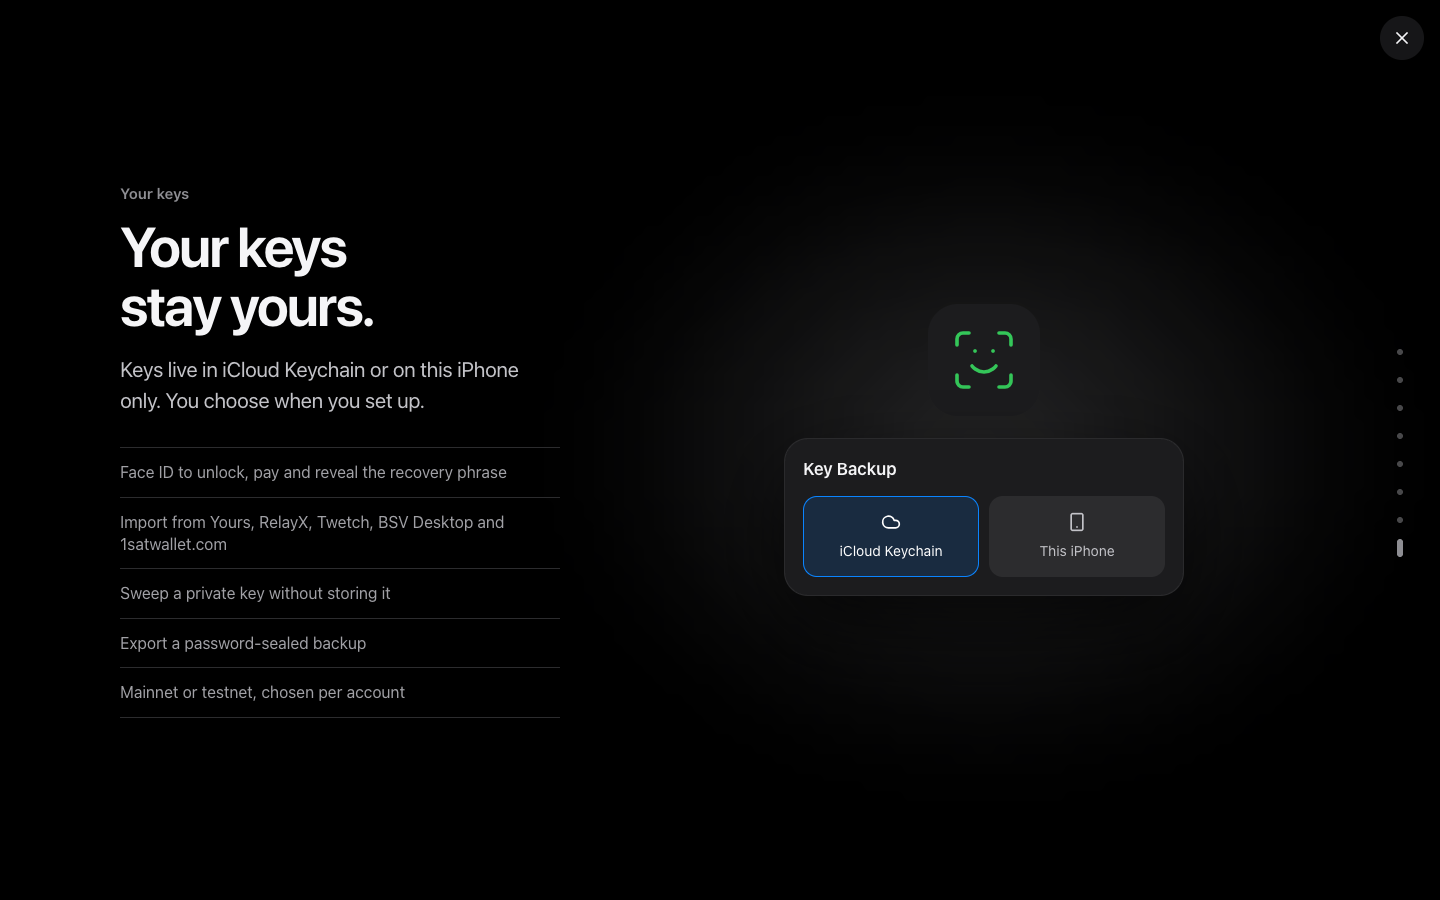 Your keys
Your keys
stay yours.
Keys live in iCloud Keychain or on this iPhone
only. You choose when you set up.
Face ID to unlock, pay and reveal the recovery phrase
Import from Yours, RelayX, Twetch, BSV Desktop and
1satwallet.com
Sweep a private key without storing it
Export a password-sealed backup
Mainnet or testnet, chosen per account
Key Backup
iCloud Keychain
This iPhone